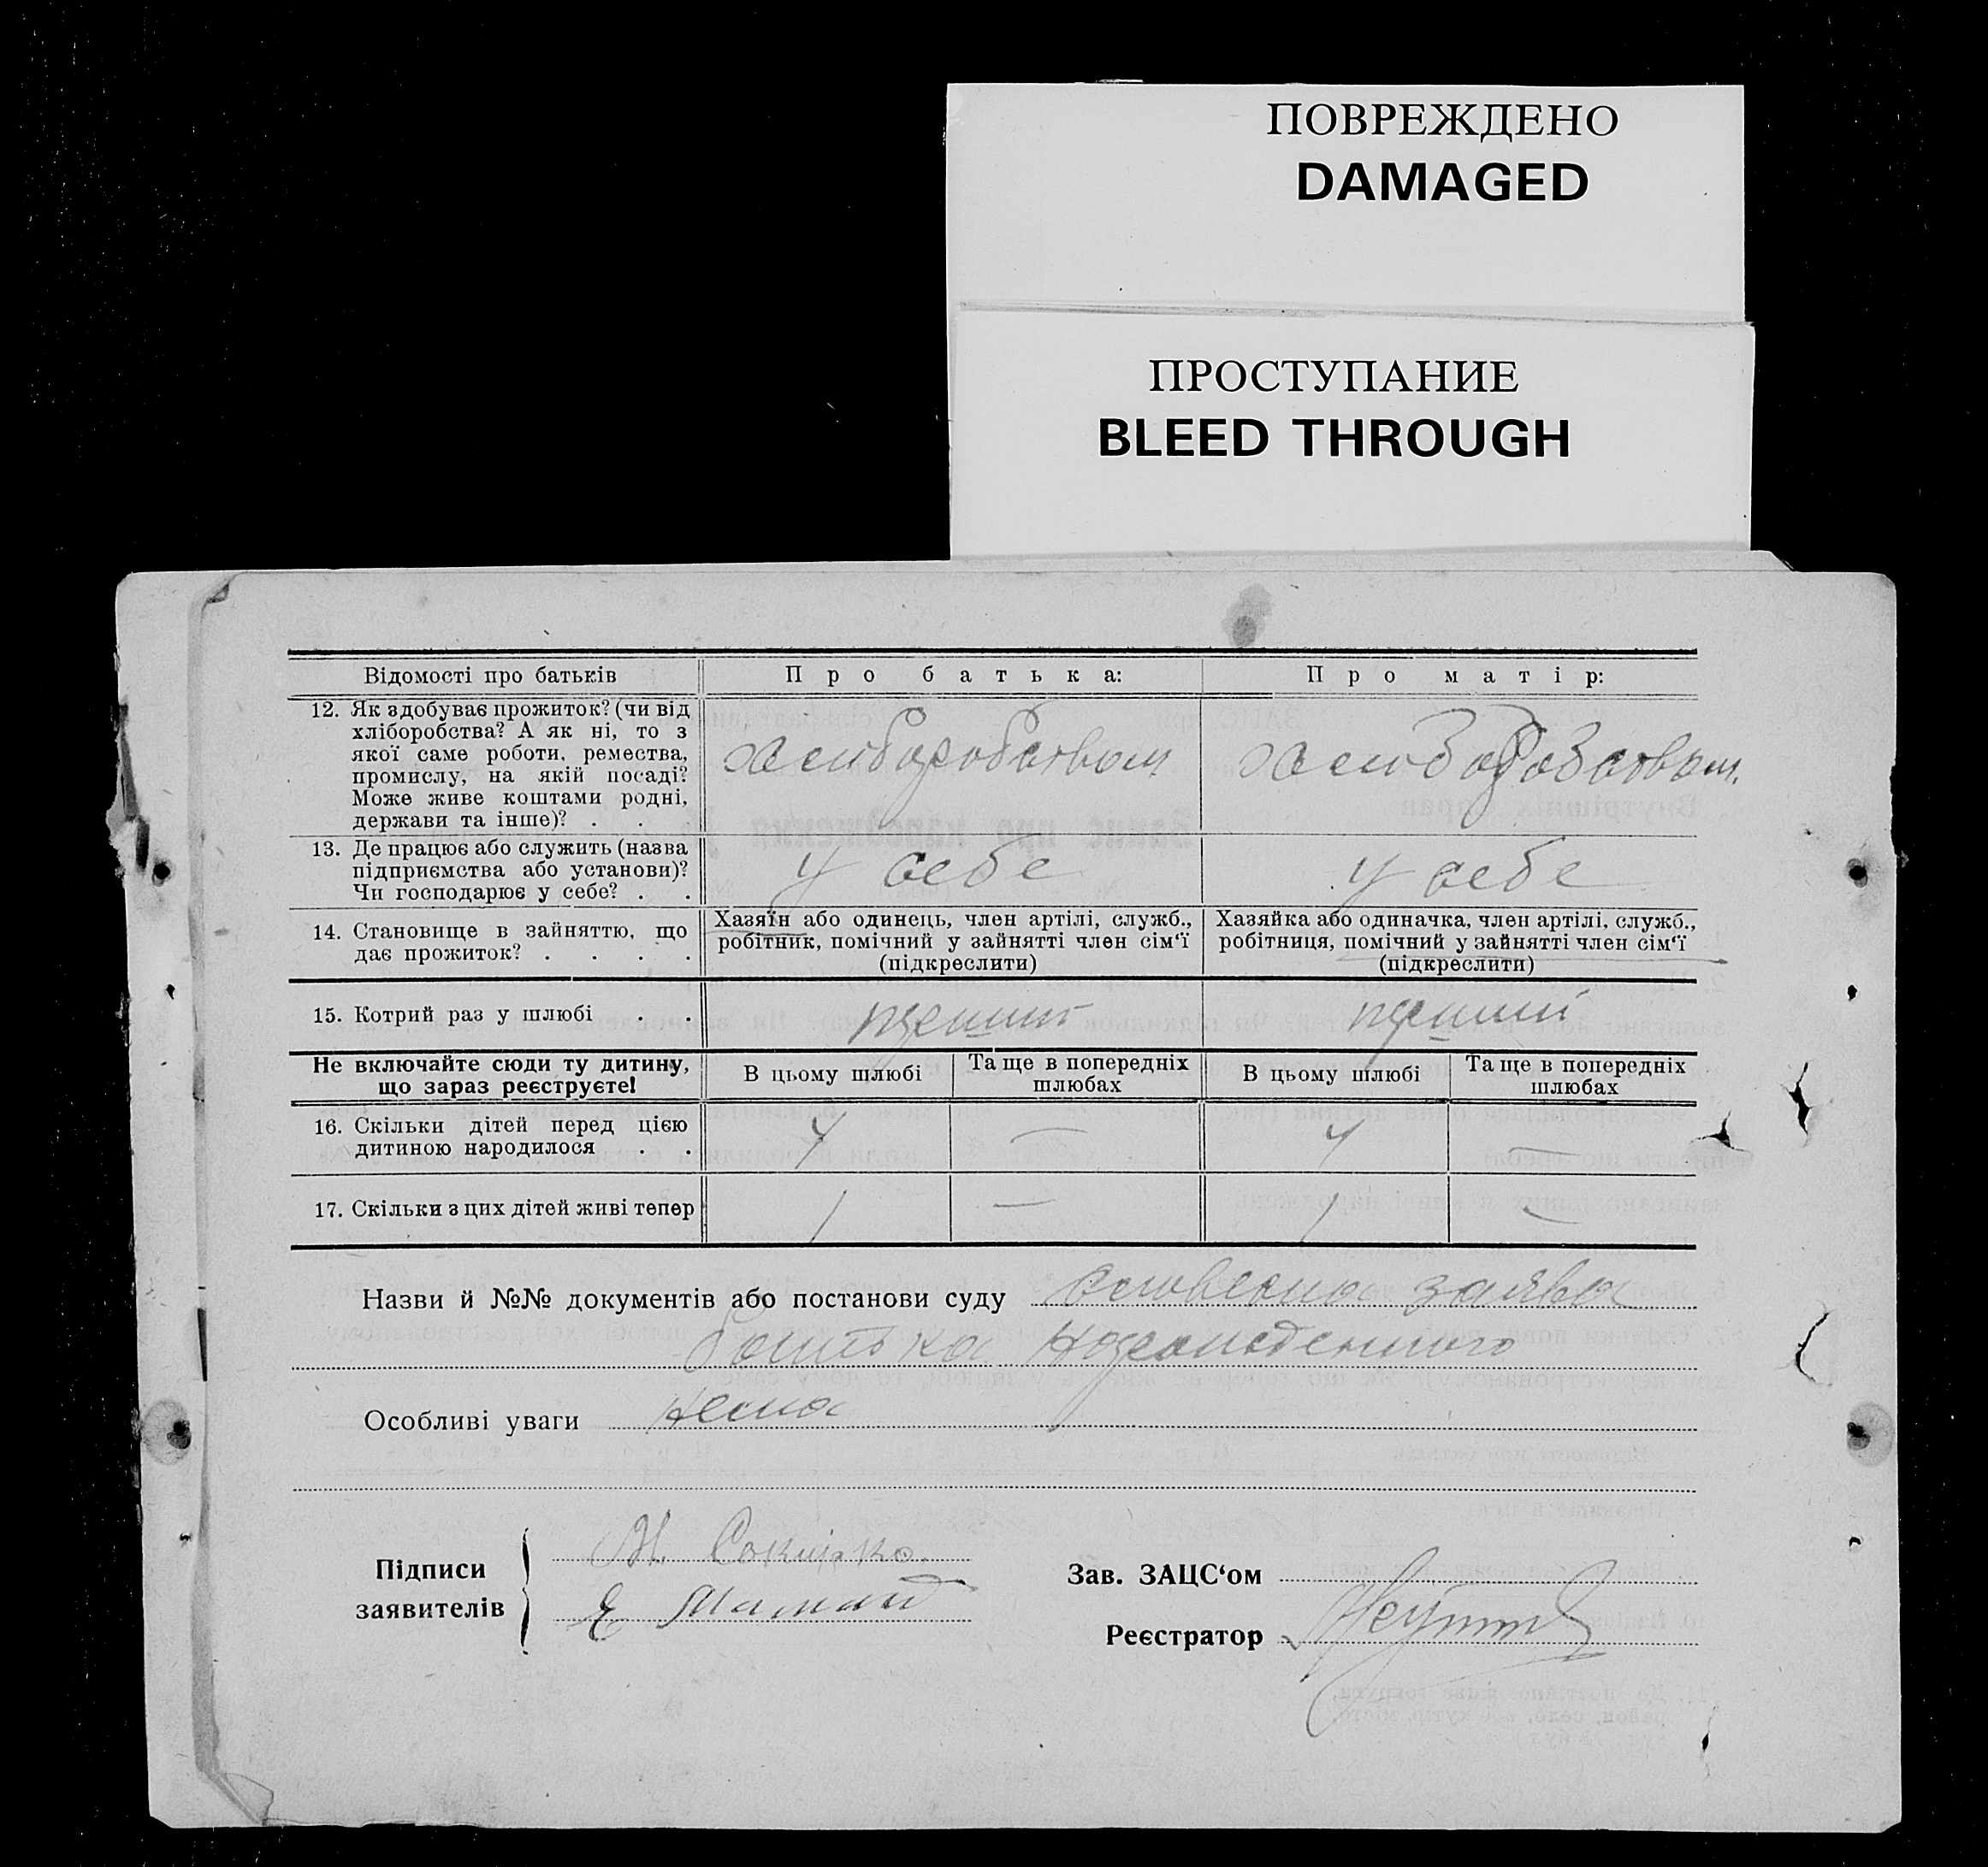 ПОВРЕЖДЕНО
DAMAGED
ПРОСТУПАНИЕ
BLEED THROUGH
Відомості про батьків
Про батька:
Про матір:
12. Як здобуває прожиток? (чи від
хліборобства? А як ні, то з
якої саме роботи, ремества,
промислу, на якій посаді?
Може живе коштами родні,
держави та інше)? . .
хліборобством
хліборобством.
13. Де працює або служить (назва
підприємства або установи)?
Чи господарює у себе? . .
у себе
у себе
14. Становище в зайняттю, що
дає прожиток? . . . .
Хазяїн або одинець, член артілі, служб.,
робітник, помічний у зайнятті член сім'ї
(підкреслити)
Хазяйка або одиначка, член артілі, служб.,
робітниця, помічний у зайнятті член сім'ї
(підкреслити)
15. Котрий раз у шлюбі . .
перший
перший
Не включайте сюди ту дитину,
що зараз реєструєте!
В цьому шлюбі
Та ще в попередніх
шлюбах
В цьому шлюбі
Та ще в попередніх
шлюбах
16. Скільки дітей перед цією
дитиною народилося . .
4
—
4
—
17. Скільки з цих дітей живі тепер
1
—
1
—
Назви й №№ документів або постанови суду словесна заява
батька народженного
Особливі уваги нема
Підписи
заявителів
Е
Зав. ЗАЦС'ом
Реєстратор